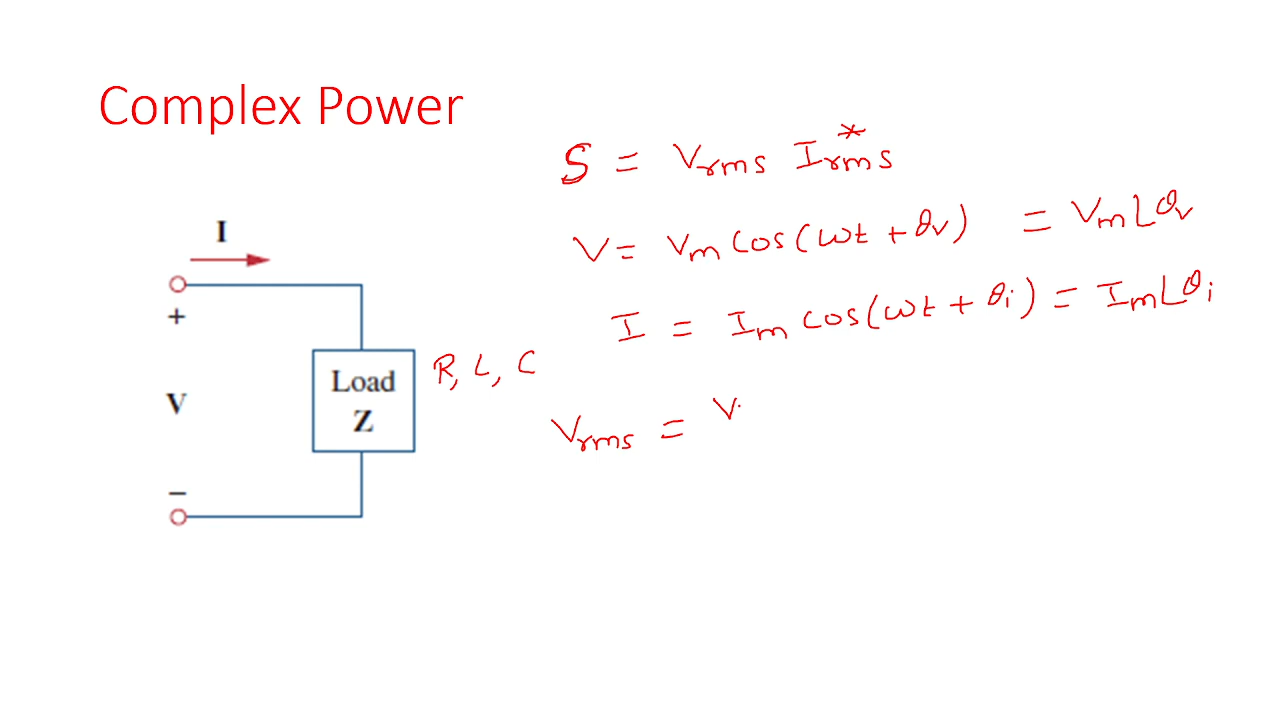 Complex Power
S = Vrms Irms*
V = Vm cos(ωt + θv) = Vm∠θv
I = Im cos(ωt + θi) = Im∠θi
I
+
V
−
Load
Z
R, L, C
Vrms = V